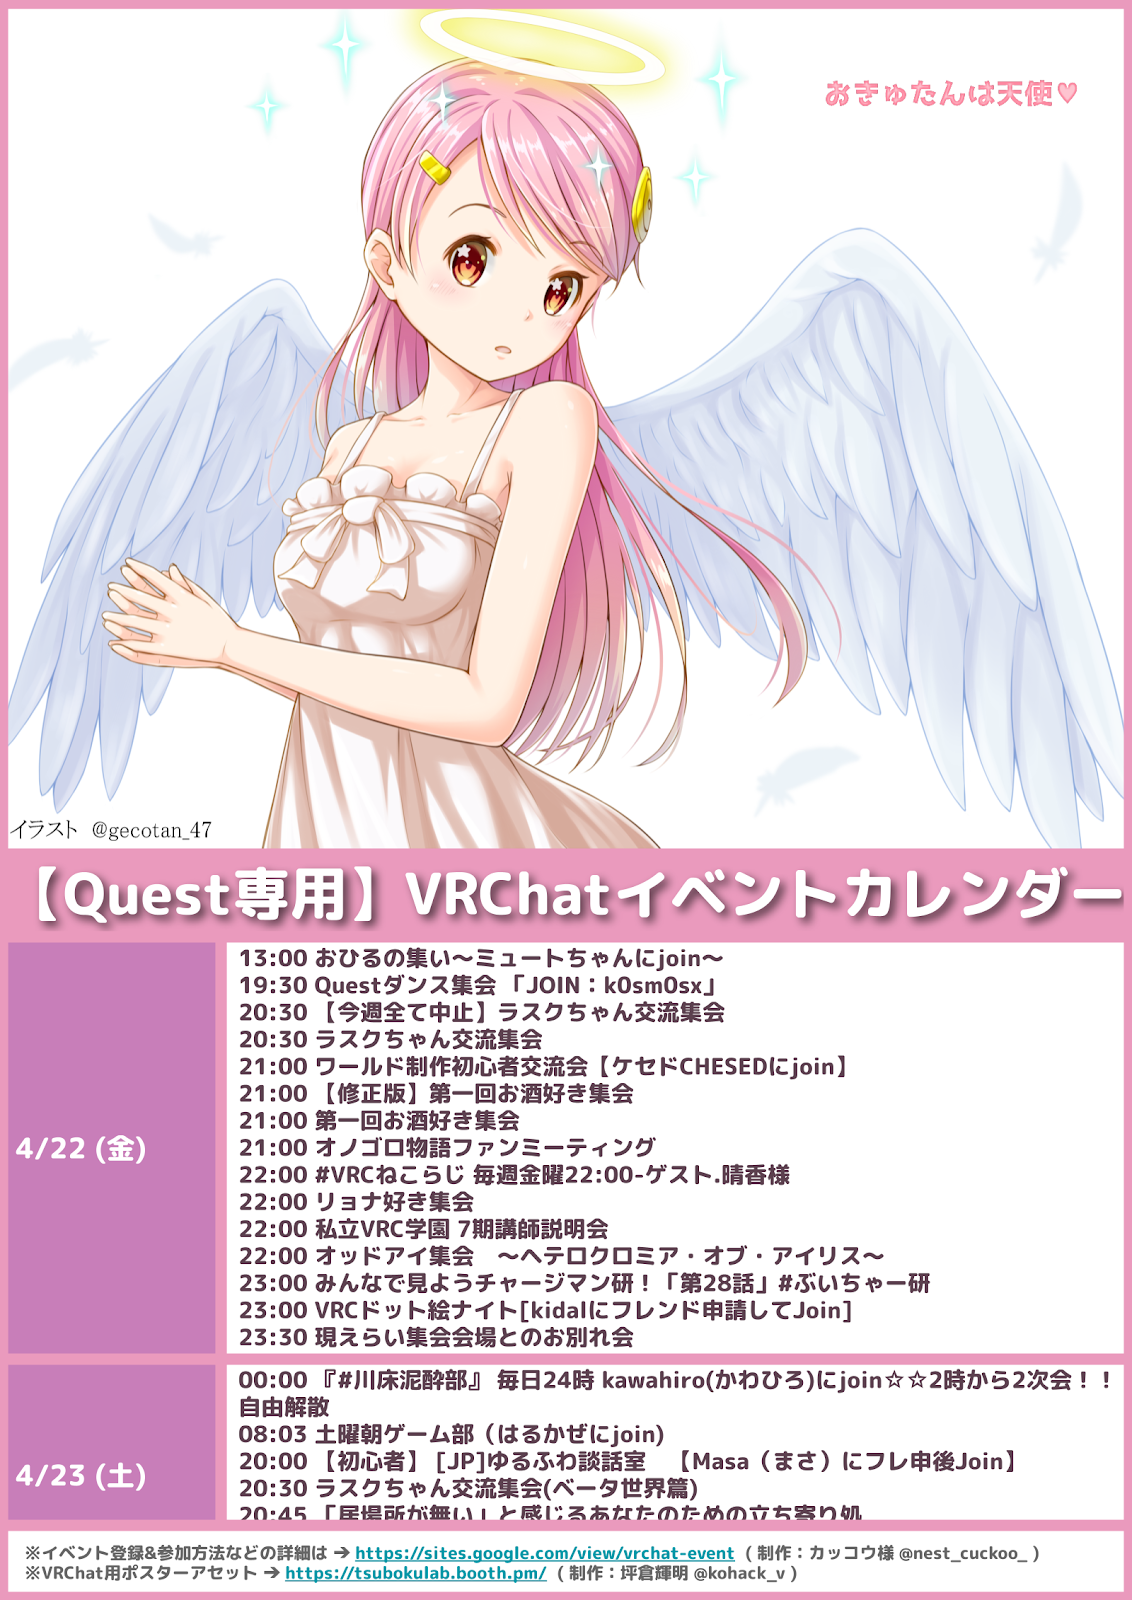 おきゅたんは天使♥
イラスト @gecotan_47
【Quest専用】VRChatイベントカレンダー
4/22 (金)
13:00 おひるの集い～ミュートちゃんにjoin～
19:30 Questダンス集会「JOIN：k0sm0sx」
20:30 【今週全て中止】ラスクちゃん交流集会
20:30 ラスクちゃん交流集会
21:00 ワールド制作初心者交流会【ケセドCHESEDにjoin】
21:00 【修正版】第一回お酒好き集会
21:00 第一回お酒好き集会
21:00 オノゴロ物語ファンミーティング
22:00 #VRCねこらじ 毎週金曜22:00-ゲスト.晴香様
22:00 リョナ好き集会
22:00 私立VRC学園 7期講師説明会
22:00 オッドアイ集会　～ヘテロクロミア・オブ・アイリス～
23:00 みんなで見ようチャージマン研！「第28話」#ぶいちゃー研
23:00 VRCドット絵ナイト[kidalにフレンド申請してJoin]
23:30 現えらい集会会場とのお別れ会
4/23 (土)
00:00 『#川床泥酔部』 毎日24時 kawahiro(かわひろ)にjoin☆☆2時から2次会！！
自由解散
08:03 土曜朝ゲーム部（はるかぜにjoin)
20:00 【初心者】 [JP]ゆるふわ談話室　【Masa（まさ）にフレ申後Join】
20:30 ラスクちゃん交流集会(ベータ世界篇)
20:45 「居場所が無い」と感じるあなたのための立ち寄り処
※イベント登録&参加方法などの詳細は ➔ https://sites.google.com/view/vrchat-event ( 制作：カッコウ様 @nest_cuckoo_ )
※VRChat用ポスターアセット ➔ https://tsubokulab.booth.pm/ ( 制作：坪倉輝明 @kohack_v )